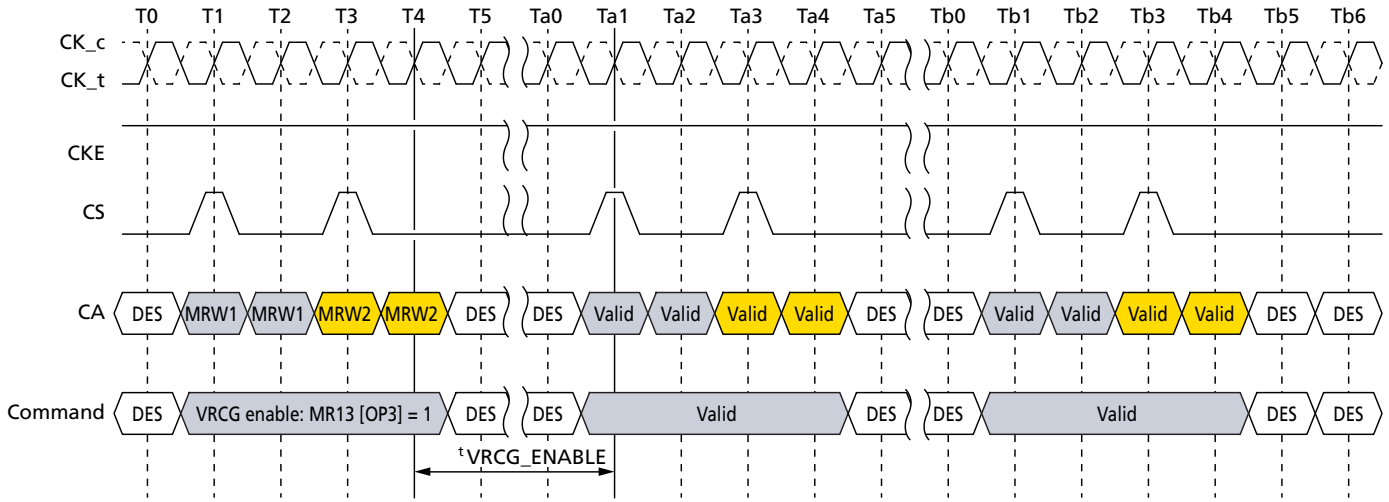 T0 T1 T2 T3 T4 T5 Ta0 Ta1 Ta2 Ta3 Ta4 Ta5 Tb0 Tb1 Tb2 Tb3 Tb4 Tb5 Tb6
CK_c
CK_t
CKE
CS
CA DES MRW1 MRW1 MRW2 MRW2 DES DES Valid Valid Valid Valid DES DES Valid Valid Valid Valid DES DES
Command DES VRCG enable: MR13 [OP3] = 1 DES DES Valid DES DES Valid DES DES
tVRCG_ENABLE